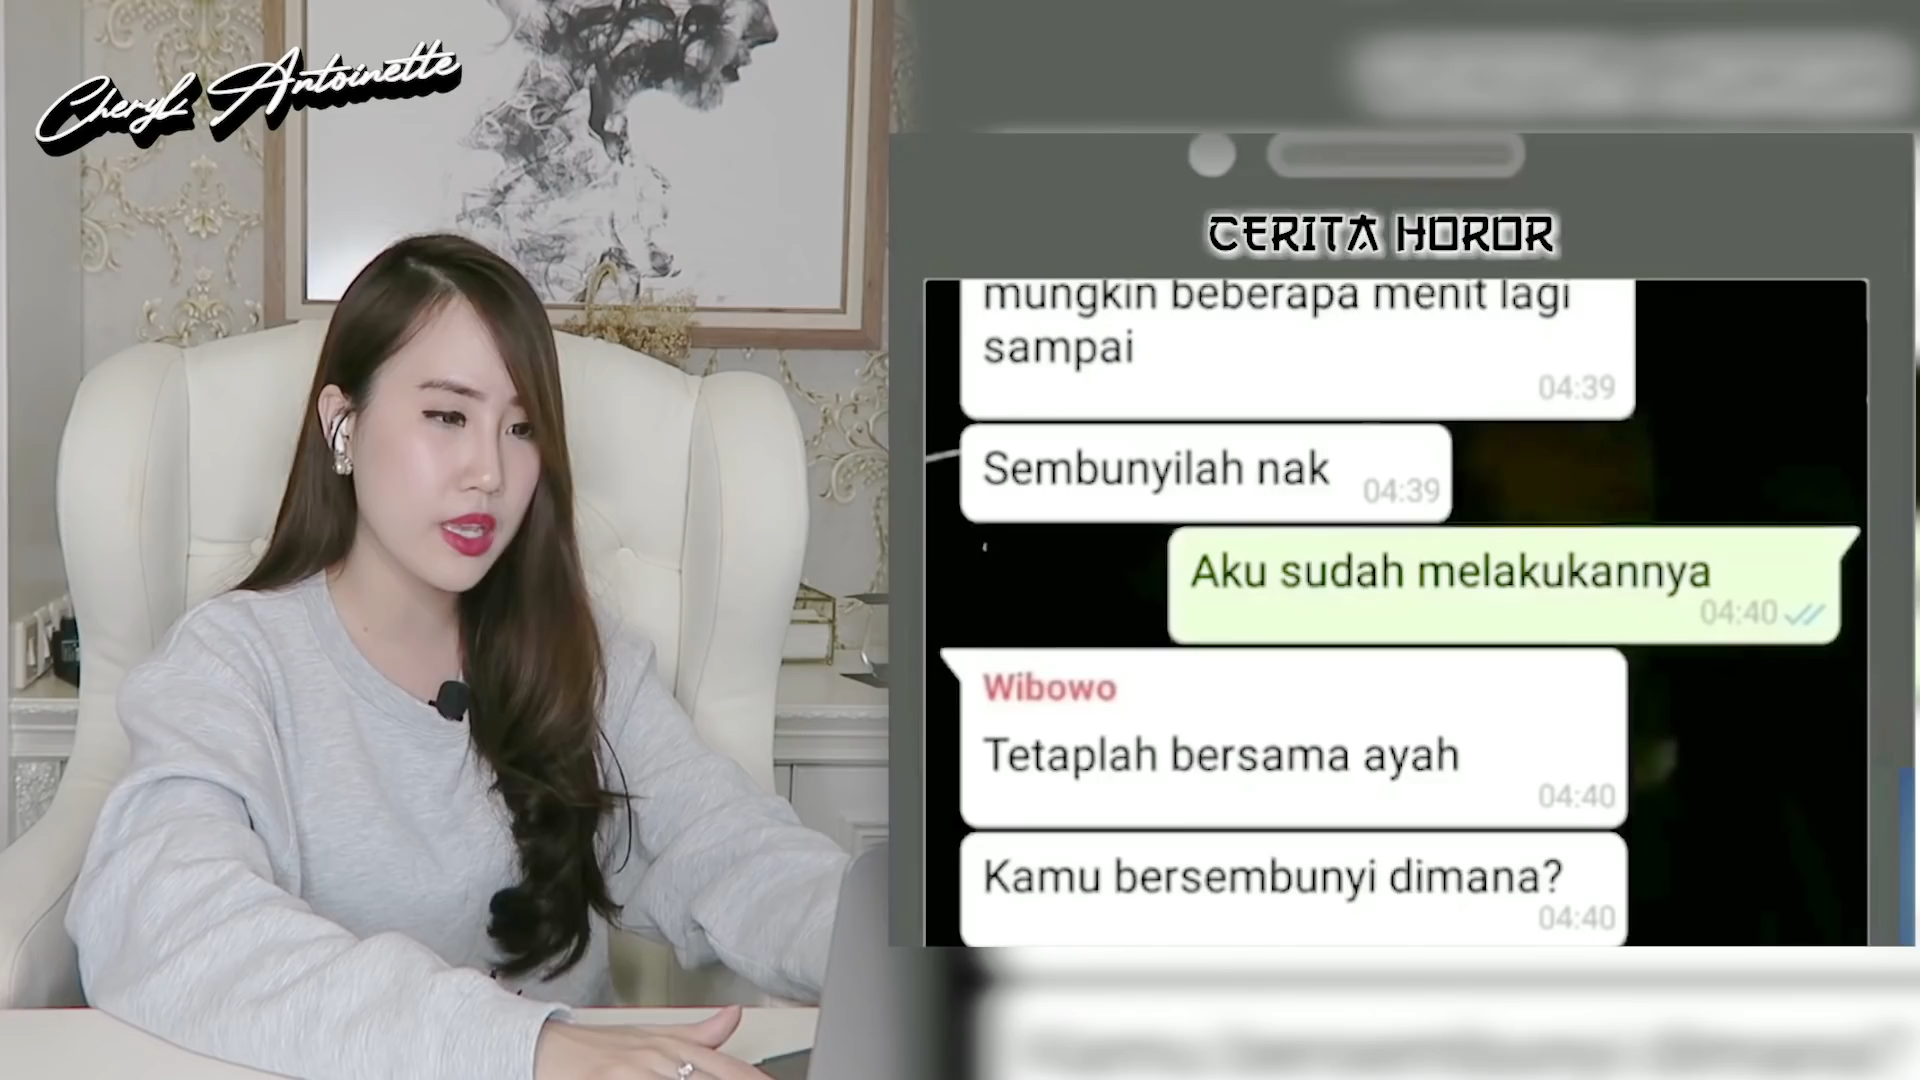 Cheryl Antoinette
CERITA HOROR
mungkin beberapa menit lagi
sampai
04:39
Sembunyilah nak
04:39
Aku sudah melakukannya
04:40
Wibowo
Tetaplah bersama ayah
04:40
Kamu bersembunyi dimana?
04:40